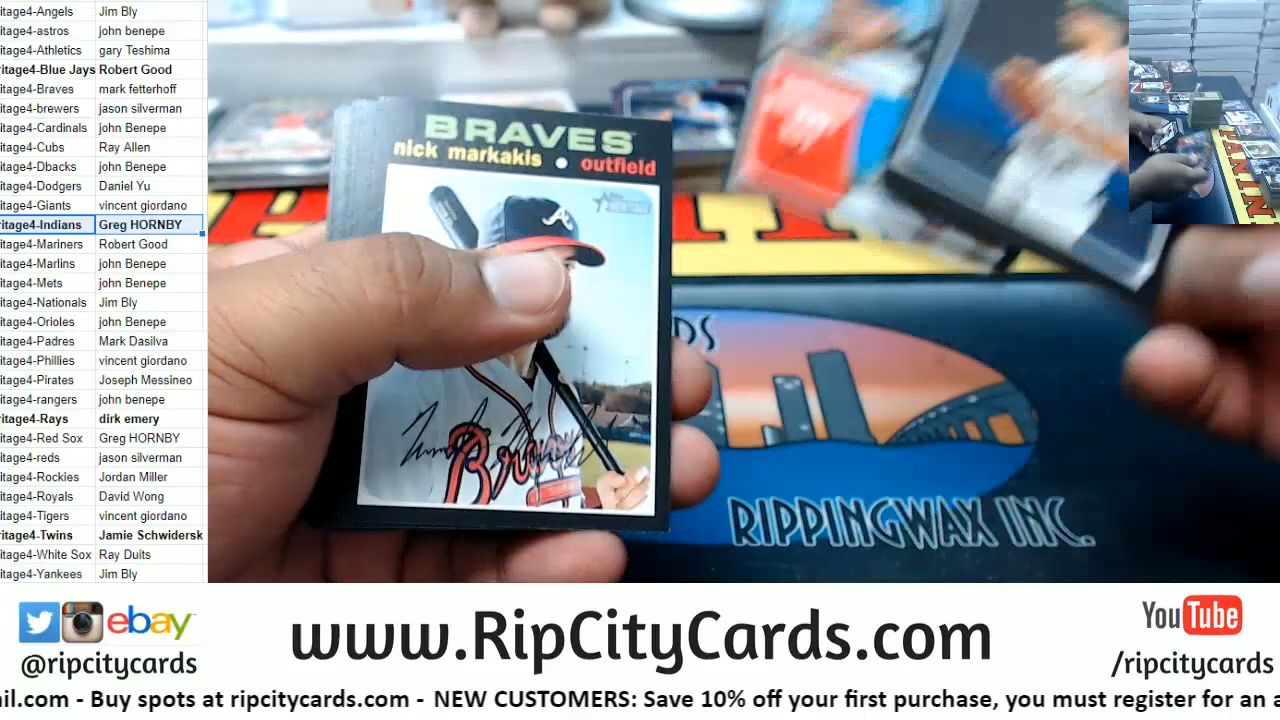 itage4-Angels Jim Bly
itage4-astros john benepe
itage4-Athletics gary Teshima
ritage4-Blue Jays Robert Good
itage4-Braves mark fetterhoff
itage4-brewers jason silverman
itage4-Cardinals john Benepe
itage4-Cubs Ray Allen
itage4-Dbacks john Benepe
itage4-Dodgers Daniel Yu
itage4-Giants vincent giordano
ritage4-Indians Greg HORNBY
itage4-Mariners Robert Good
itage4-Marlins john Benepe
itage4-Mets john Benepe
itage4-Nationals Jim Bly
itage4-Orioles john Benepe
itage4-Padres Mark Dasilva
itage4-Phillies vincent giordano
itage4-Pirates Joseph Messineo
itage4-rangers john benepe
ritage4-Rays dirk emery
itage4-Red Sox Greg HORNBY
itage4-reds jason silverman
itage4-Rockies Jordan Miller
itage4-Royals David Wong
itage4-Tigers vincent giordano
ritage4-Twins Jamie Schwidersk
itage4-White Sox Ray Duits
itage4-Yankees Jim Bly
BRAVES
nick markakis • outfield
Braves
RIPPINGWAX INC.
PANINI
ebay
@ripcitycards
www.RipCityCards.com
YouTube
/ripcitycards
ail.com - Buy spots at ripcitycards.com - NEW CUSTOMERS: Save 10% off your first purchase, you must register for an a